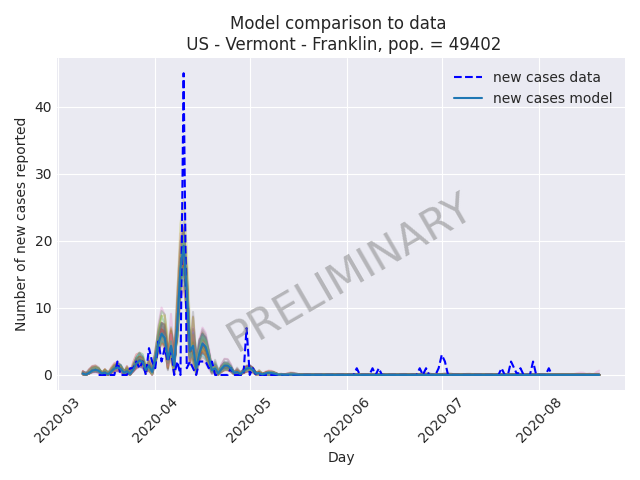 Model comparison to data
US - Vermont - Franklin, pop. = 49402
new cases data
new cases model
Number of new cases reported
40
30
20
10
0
PRELIMINARY
2020-03
2020-04
2020-05
2020-06
2020-07
2020-08
Day